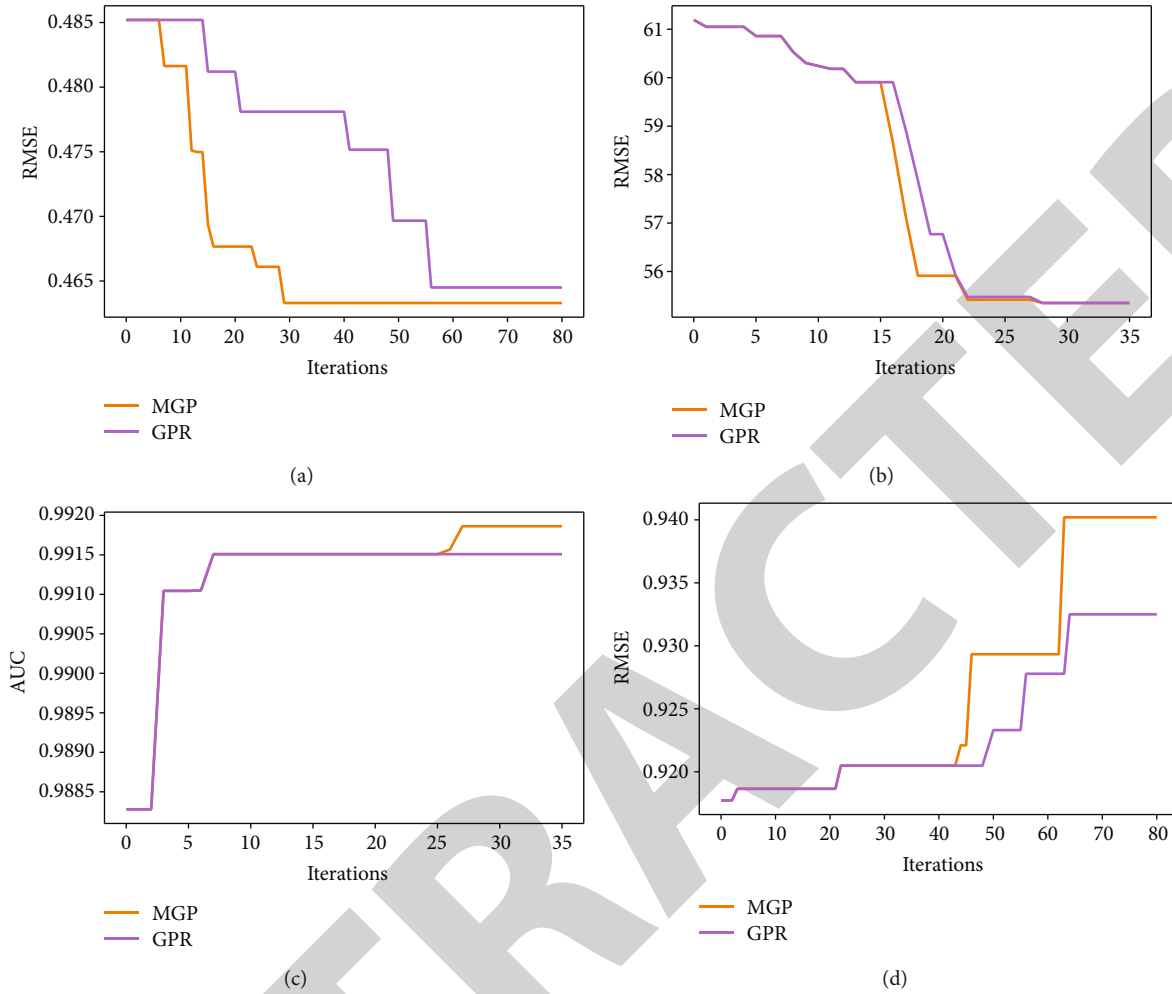 0.485
0.480
0.475
0.470
0.465
RMSE
0 10 20 30 40 50 60 70 80
Iterations
MGP
GPR
(a)
61
60
59
58
57
56
RMSE
0 5 10 15 20 25 30 35
Iterations
MGP
GPR
(b)
0.9920
0.9915
0.9910
0.9905
0.9900
0.9895
0.9890
0.9885
AUC
0 5 10 15 20 25 30 35
Iterations
MGP
GPR
(c)
0.940
0.935
0.930
0.925
0.920
RMSE
0 10 20 30 40 50 60 70 80
Iterations
MGP
GPR
(d)
TRACTE